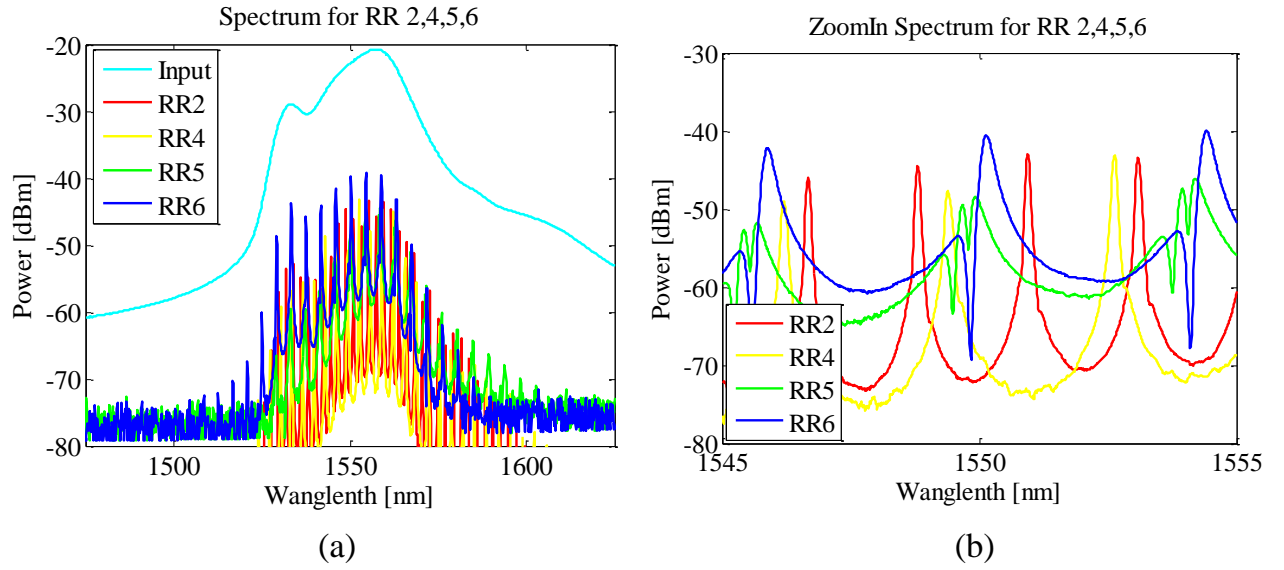 Spectrum for RR 2,4,5,6
-20
-30
-40
-50
-60
-70
-80
Power [dBm]
Input
RR2
RR4
RR5
RR6
1500
1550
1600
Wanglenth [nm]
(a)
ZoomIn Spectrum for RR 2,4,5,6
-30
-40
-50
-60
-70
-80
Power [dBm]
RR2
RR4
RR5
RR6
1545
1550
1555
Wanglenth [nm]
(b)